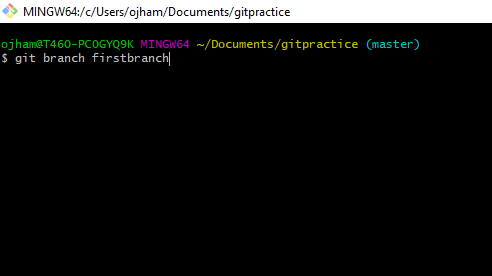 MINGW64:/c/Users/ojham/Documents/gitpractice
ojham@T460-PC0GYQ9K MINGW64 ~/Documents/gitpractice (master)
$ git branch firstbranch